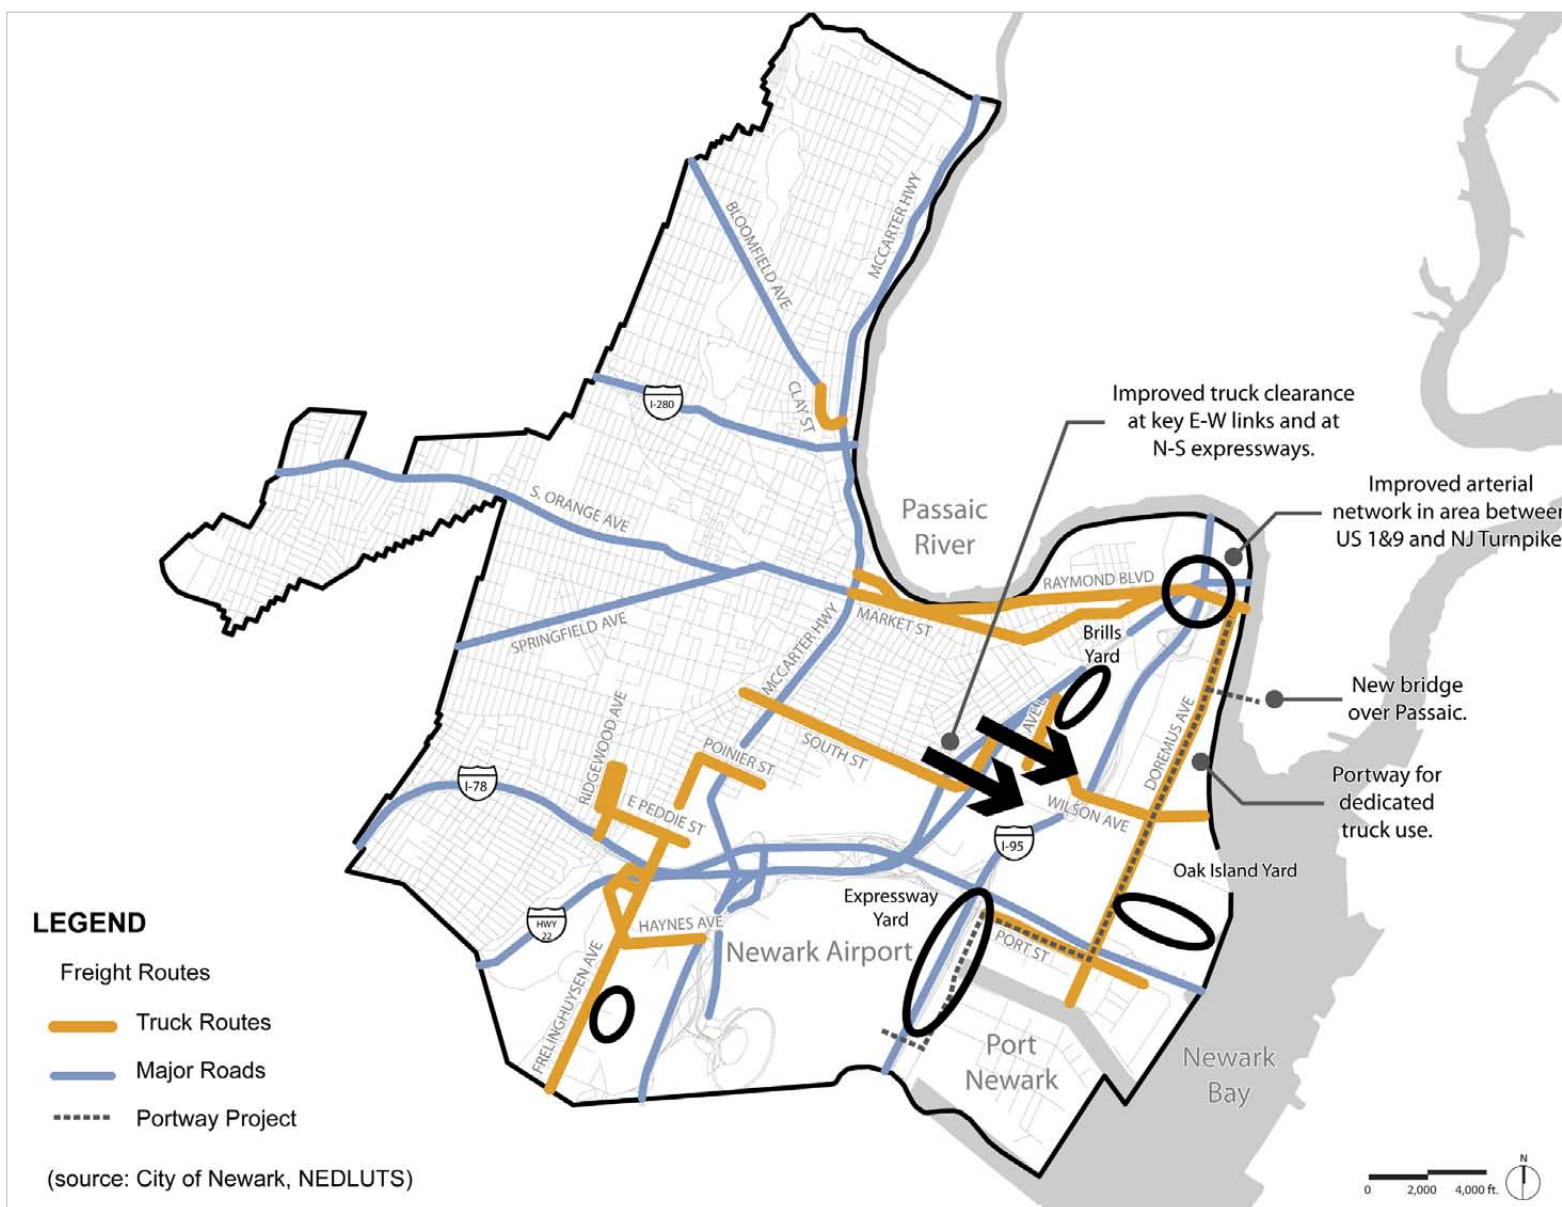 BLOOMFIELD AVE
MCCARTER HWY
CLAY ST
I-280
Improved truck clearance
at key E-W links and at
N-S expressways.
S. ORANGE AVE
Improved arterial
network in area between
US 1&9 and NJ Turnpike
Passaic
River
RAYMOND BLVD
MARKET ST
SPRINGFIELD AVE
MCCARTER HWY
Brills
Yard
New bridge
over Passaic.
RIDGEWOOD AVE
SOUTH ST
AVE
DOREMUS AVE
POINIER ST
I-78
E PEDDIE ST
WILSON AVE
Portway for
dedicated
truck use.
I-95
Oak Island Yard
Expressway
Yard
LEGEND
HWY
22
HAYNES AVE
Newark Airport
PORT ST
Freight Routes
FRELINGHUYSEN AVE
Truck Routes
Port
Newark
Newark
Bay
Major Roads
Portway Project
(source: City of Newark, NEDLUTS)
N
0 2,000 4,000 ft.